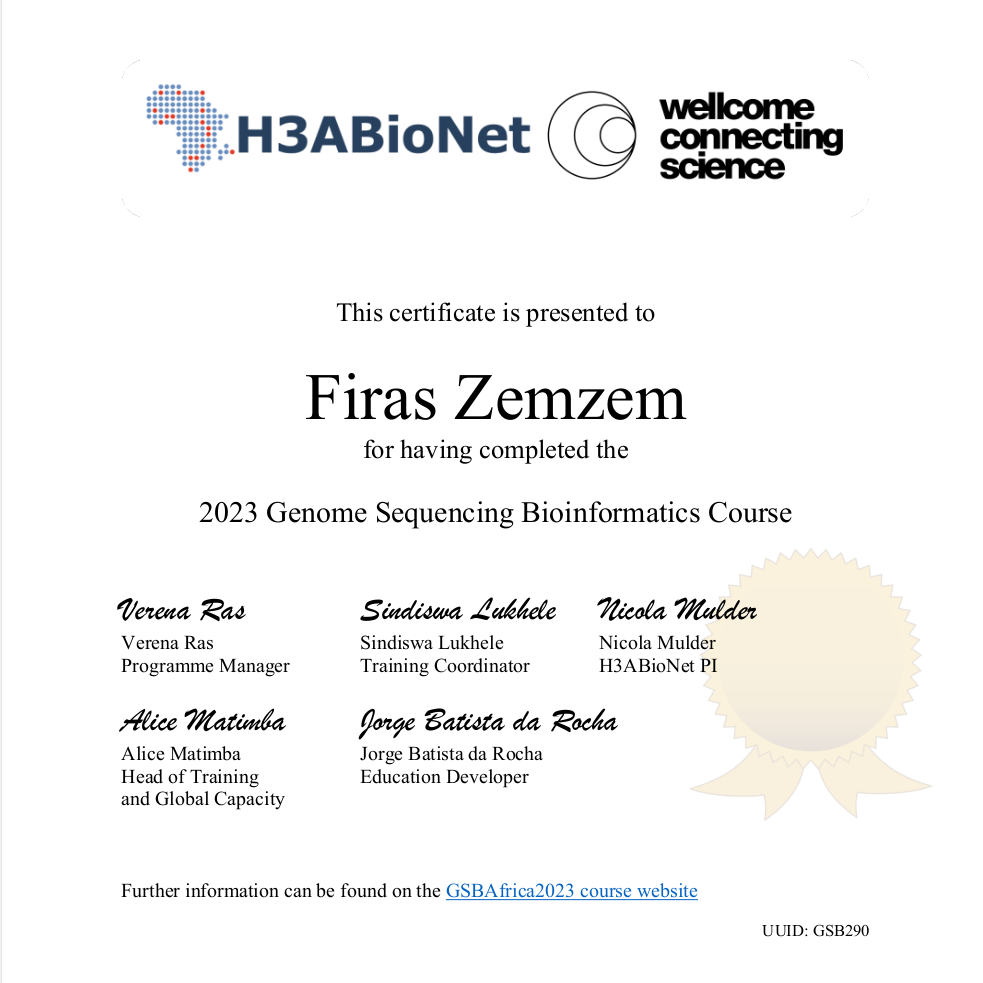 H3ABioNet
wellcome
connecting
science
This certificate is presented to
Firas Zemzem
for having completed the
2023 Genome Sequencing Bioinformatics Course
Verena Ras
Verena Ras
Programme Manager
Sindiswa Lukhele
Sindiswa Lukhele
Training Coordinator
Nicola Mulder
Nicola Mulder
H3ABioNet PI
Alice Matimba
Alice Matimba
Head of Training
and Global Capacity
Jorge Batista da Rocha
Jorge Batista da Rocha
Education Developer
Further information can be found on the GSBAfrica2023 course website
UUID: GSB290